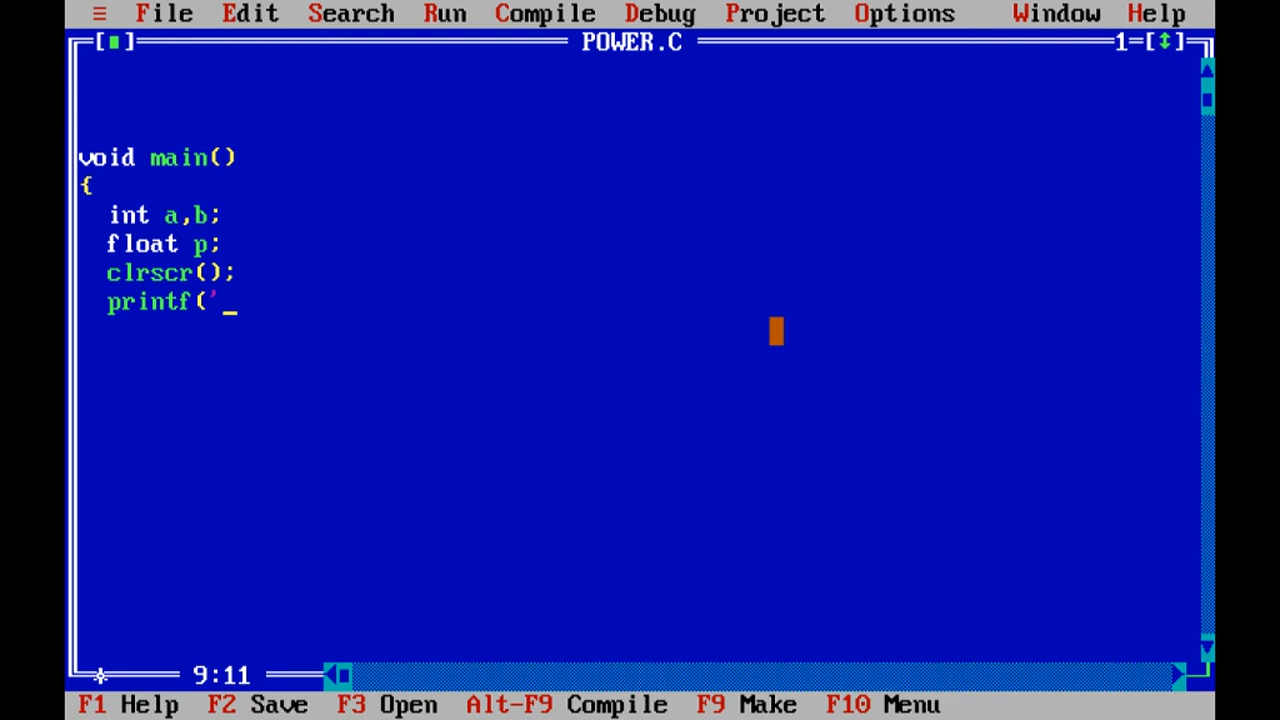 ≡ File Edit Search Run Compile Debug Project Options Window Help
[■] POWER.C 1=[↕]
void main()
{
int a,b;
float p;
clrscr();
printf('_
9:11
F1 Help F2 Save F3 Open Alt-F9 Compile F9 Make F10 Menu